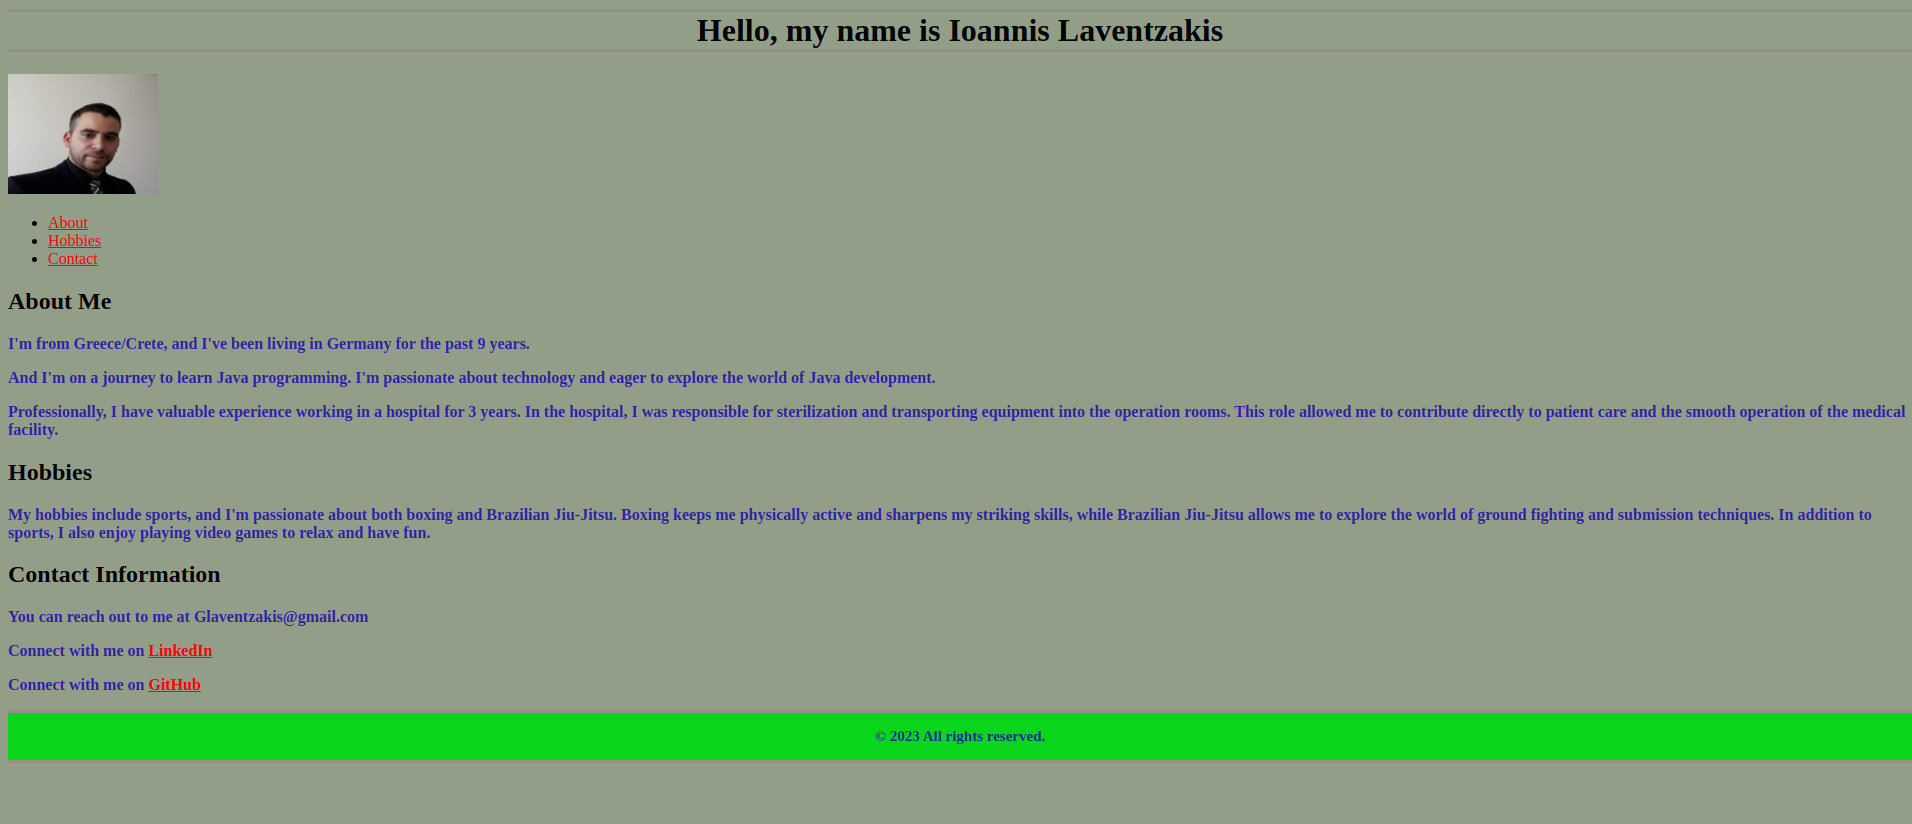 Hello, my name is Ioannis Laventzakis
About
Hobbies
Contact
About Me
I'm from Greece/Crete, and I've been living in Germany for the past 9 years.
And I'm on a journey to learn Java programming. I'm passionate about technology and eager to explore the world of Java development.
Professionally, I have valuable experience working in a hospital for 3 years. In the hospital, I was responsible for sterilization and transporting equipment into the operation rooms. This role allowed me to contribute directly to patient care and the smooth operation of the medical
facility.
Hobbies
My hobbies include sports, and I'm passionate about both boxing and Brazilian Jiu-Jitsu. Boxing keeps me physically active and sharpens my striking skills, while Brazilian Jiu-Jitsu allows me to explore the world of ground fighting and submission techniques. In addition to
sports, I also enjoy playing video games to relax and have fun.
Contact Information
You can reach out to me at Glaventzakis@gmail.com
Connect with me on LinkedIn
Connect with me on GitHub
© 2023 All rights reserved.